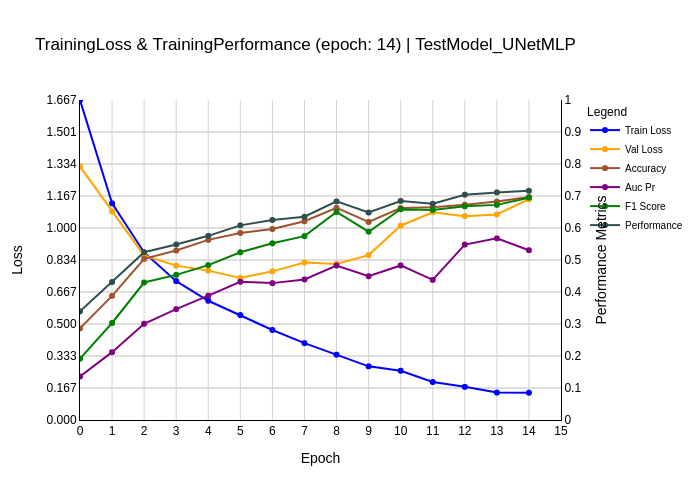 TrainingLoss & TrainingPerformance (epoch: 14) | TestModel_UNetMLP
Loss
1.667
1.501
1.334
1.167
1.000
0.834
0.667
0.500
0.333
0.167
0.000
0 1 2 3 4 5 6 7 8 9 10 11 12 13 14 15
Epoch
1
0.9
0.8
0.7
0.6
0.5
0.4
0.3
0.2
0.1
0
Performance Metrics
Legend
Train Loss
Val Loss
Accuracy
Auc Pr
F1 Score
Performance